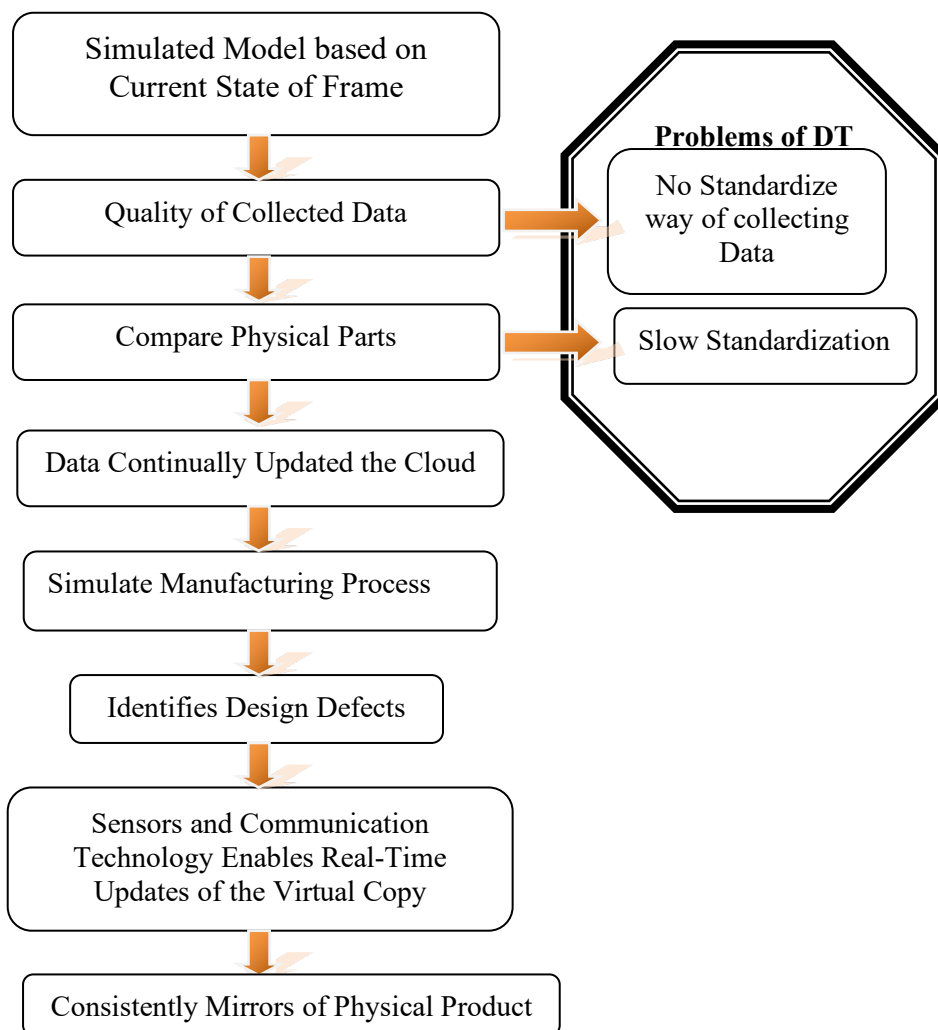 Simulated Model based on
Current State of Frame
Quality of Collected Data
Compare Physical Parts
Data Continually Updated the Cloud
Simulate Manufacturing Process
Identifies Design Defects
Sensors and Communication
Technology Enables Real-Time
Updates of the Virtual Copy
Consistently Mirrors of Physical Product
Problems of DT
No Standardize
way of collecting
Data
Slow Standardization